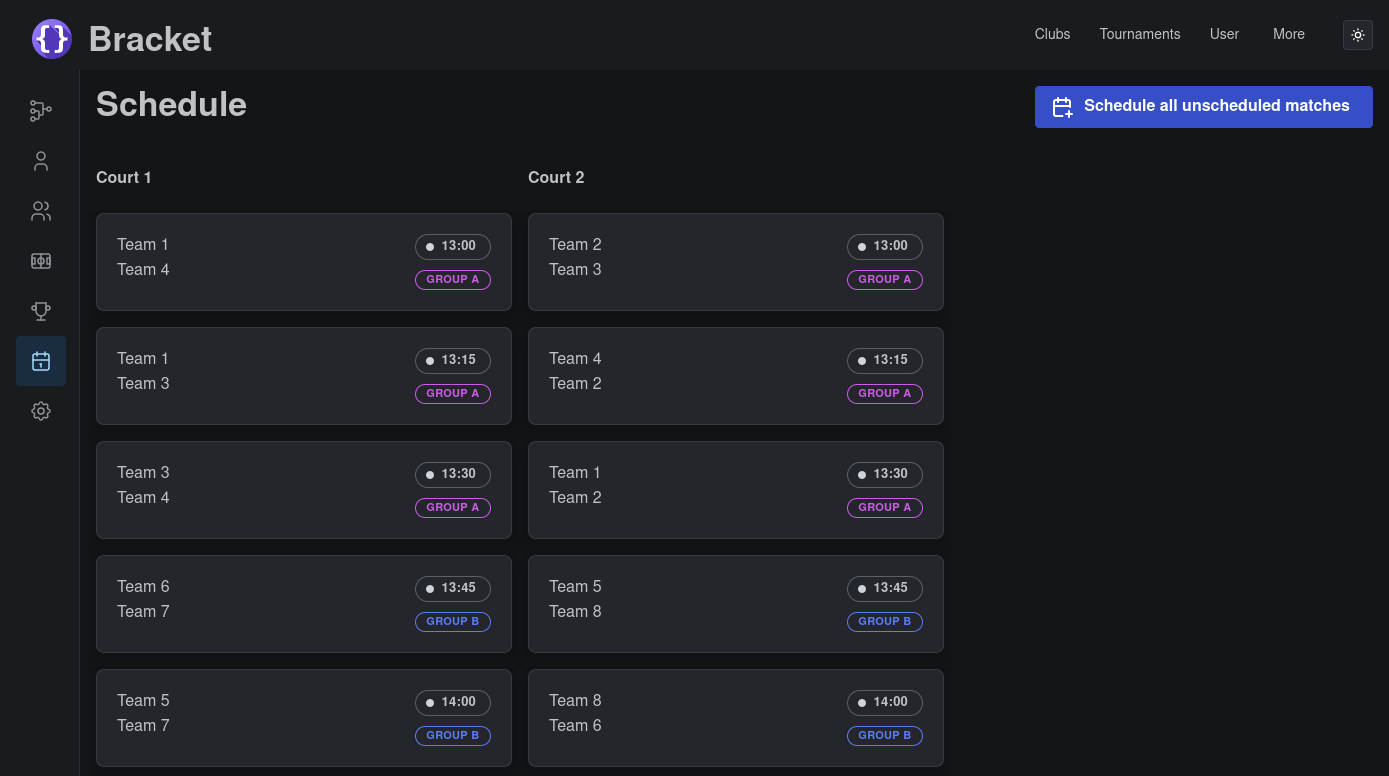 {}
Bracket
Clubs
Tournaments
User
More
Schedule
Schedule all unscheduled matches
Court 1
Team 1
Team 4
13:00
GROUP A
Team 1
Team 3
13:15
GROUP A
Team 3
Team 4
13:30
GROUP A
Team 6
Team 7
13:45
GROUP B
Team 5
Team 7
14:00
GROUP B
Court 2
Team 2
Team 3
13:00
GROUP A
Team 4
Team 2
13:15
GROUP A
Team 1
Team 2
13:30
GROUP A
Team 5
Team 8
13:45
GROUP B
Team 8
Team 6
14:00
GROUP B